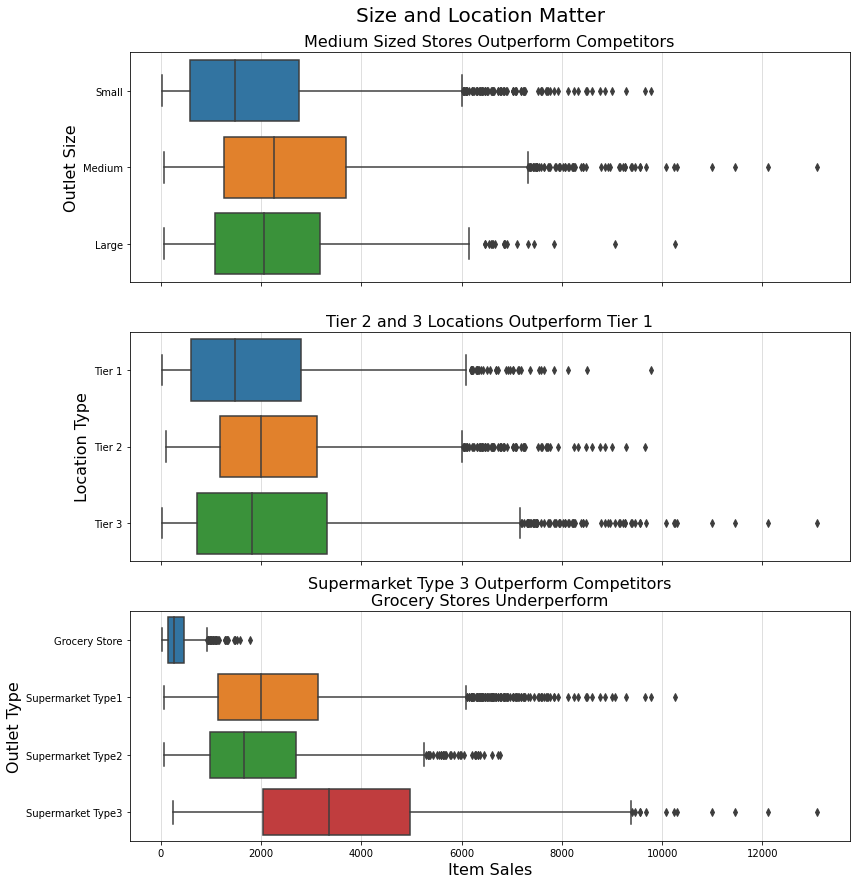 Size and Location Matter
Medium Sized Stores Outperform Competitors
Outlet Size
Small
Medium
Large
Tier 2 and 3 Locations Outperform Tier 1
Location Type
Tier 1
Tier 2
Tier 3
Supermarket Type 3 Outperform Competitors
Grocery Stores Underperform
Outlet Type
Grocery Store
Supermarket Type1
Supermarket Type2
Supermarket Type3
0 2000 4000 6000 8000 10000 12000
Item Sales